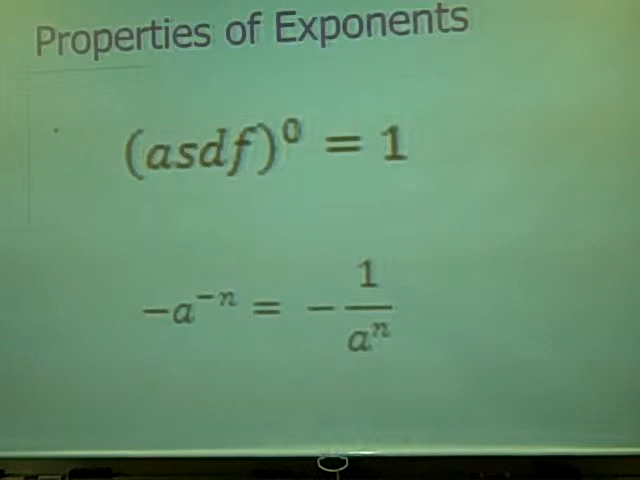 Properties of Exponents
(asdf)⁰ = 1
-a⁻ⁿ = - 1/aⁿ